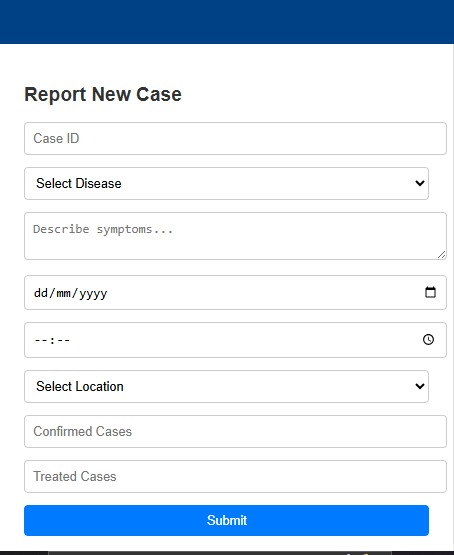 Report New Case
Case ID
Select Disease
Describe symptoms...
dd/mm/yyyy
--:--
Select Location
Confirmed Cases
Treated Cases
Submit